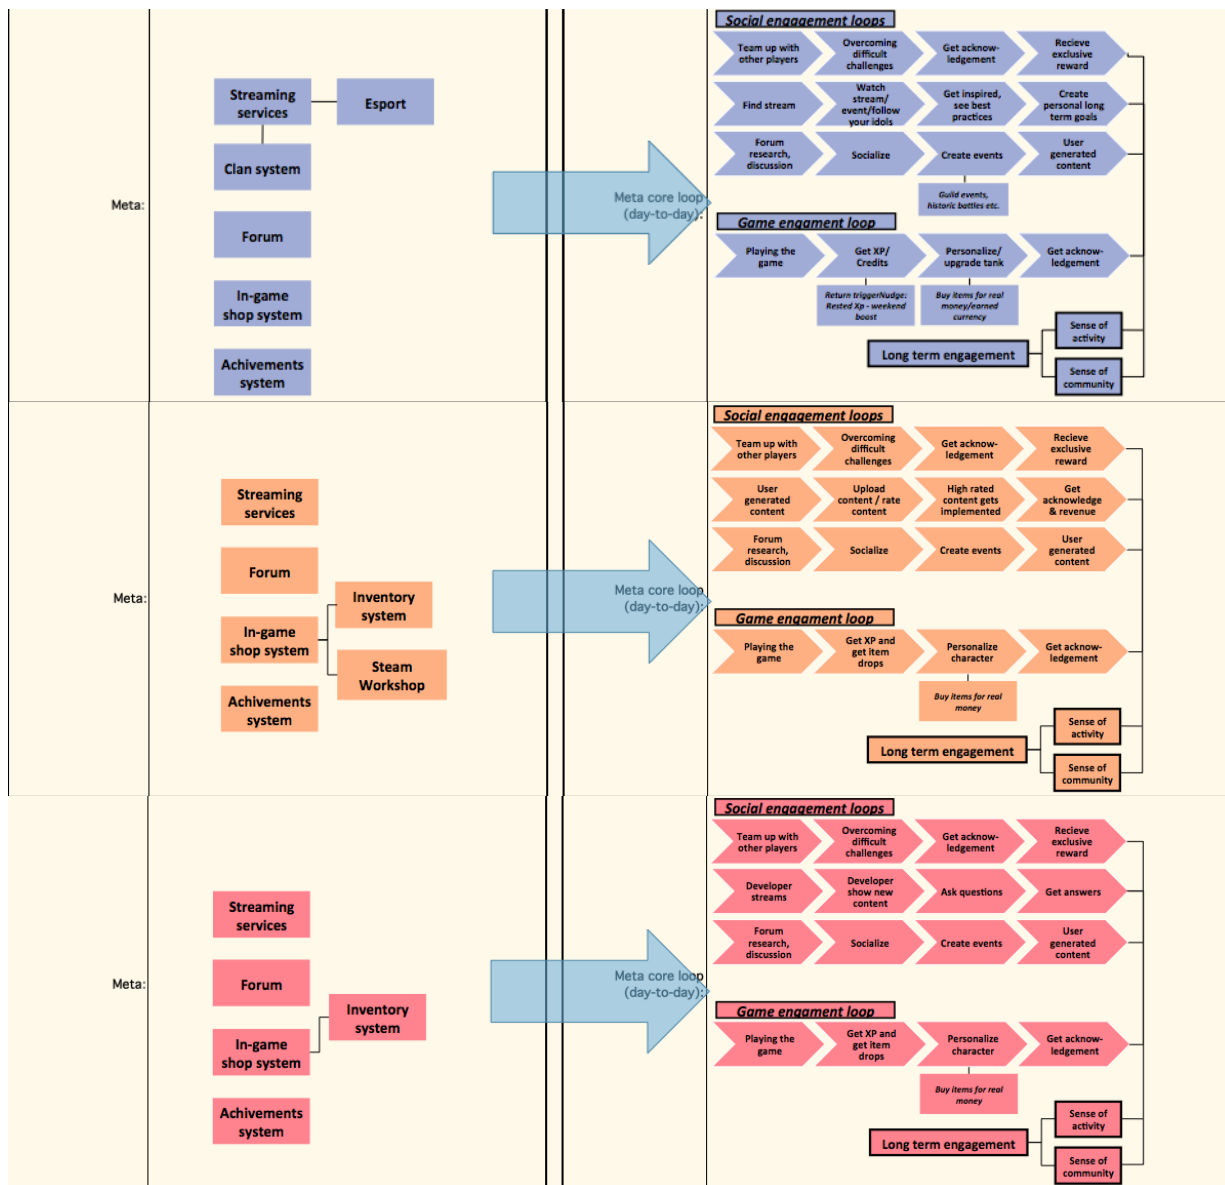 Meta:
Streaming
services
Esport
Clan system
Forum
In-game
shop system
Achivements
system
Meta core loop
(day-to-day):
Social engagement loops
Team up with
other players
Overcoming
difficult
challenges
Get acknow-
ledgement
Recieve
exclusive
reward
Find stream
Watch
stream/
event/follow
your idols
Get inspired,
see best
practices
Create
personal long
term goals
Forum
research,
discussion
Socialize
Create events
User
generated
content
Guild events,
historic battles etc.
Game engament loop
Playing the
game
Get XP/
Credits
Personalize/
upgrade tank
Get acknow-
ledgement
Return triggerNudge:
Rested Xp - weekend
boost
Buy items for real
money/earned
currency
Long term engagement
Sense of
activity
Sense of
community
Meta:
Streaming
services
Forum
Inventory
system
In-game
shop system
Steam
Workshop
Achivements
system
Meta core loop
(day-to-day):
Social engagement loops
Team up with
other players
Overcoming
difficult
challenges
Get acknow-
ledgement
Recieve
exclusive
reward
User
generated
content
Upload
content / rate
content
High rated
content gets
implemented
Get
acknowledge
& revenue
Forum
research,
discussion
Socialize
Create events
User
generated
content
Game engament loop
Playing the
game
Get XP and
get item
drops
Personalize
character
Get acknow-
ledgement
Buy items for real
money
Long term engagement
Sense of
activity
Sense of
community
Meta:
Streaming
services
Forum
Inventory
system
In-game
shop system
Achivements
system
Meta core loop
(day-to-day):
Social engagement loops
Team up with
other players
Overcoming
difficult
challenges
Get acknow-
ledgement
Recieve
exclusive
reward
Developer
streams
Developer
show new
content
Ask questions
Get answers
Forum
research,
discussion
Socialize
Create events
User
generated
content
Game engament loop
Playing the
game
Get XP and
get item
drops
Personalize
character
Get acknow-
ledgement
Buy items for real
money
Long term engagement
Sense of
activity
Sense of
community